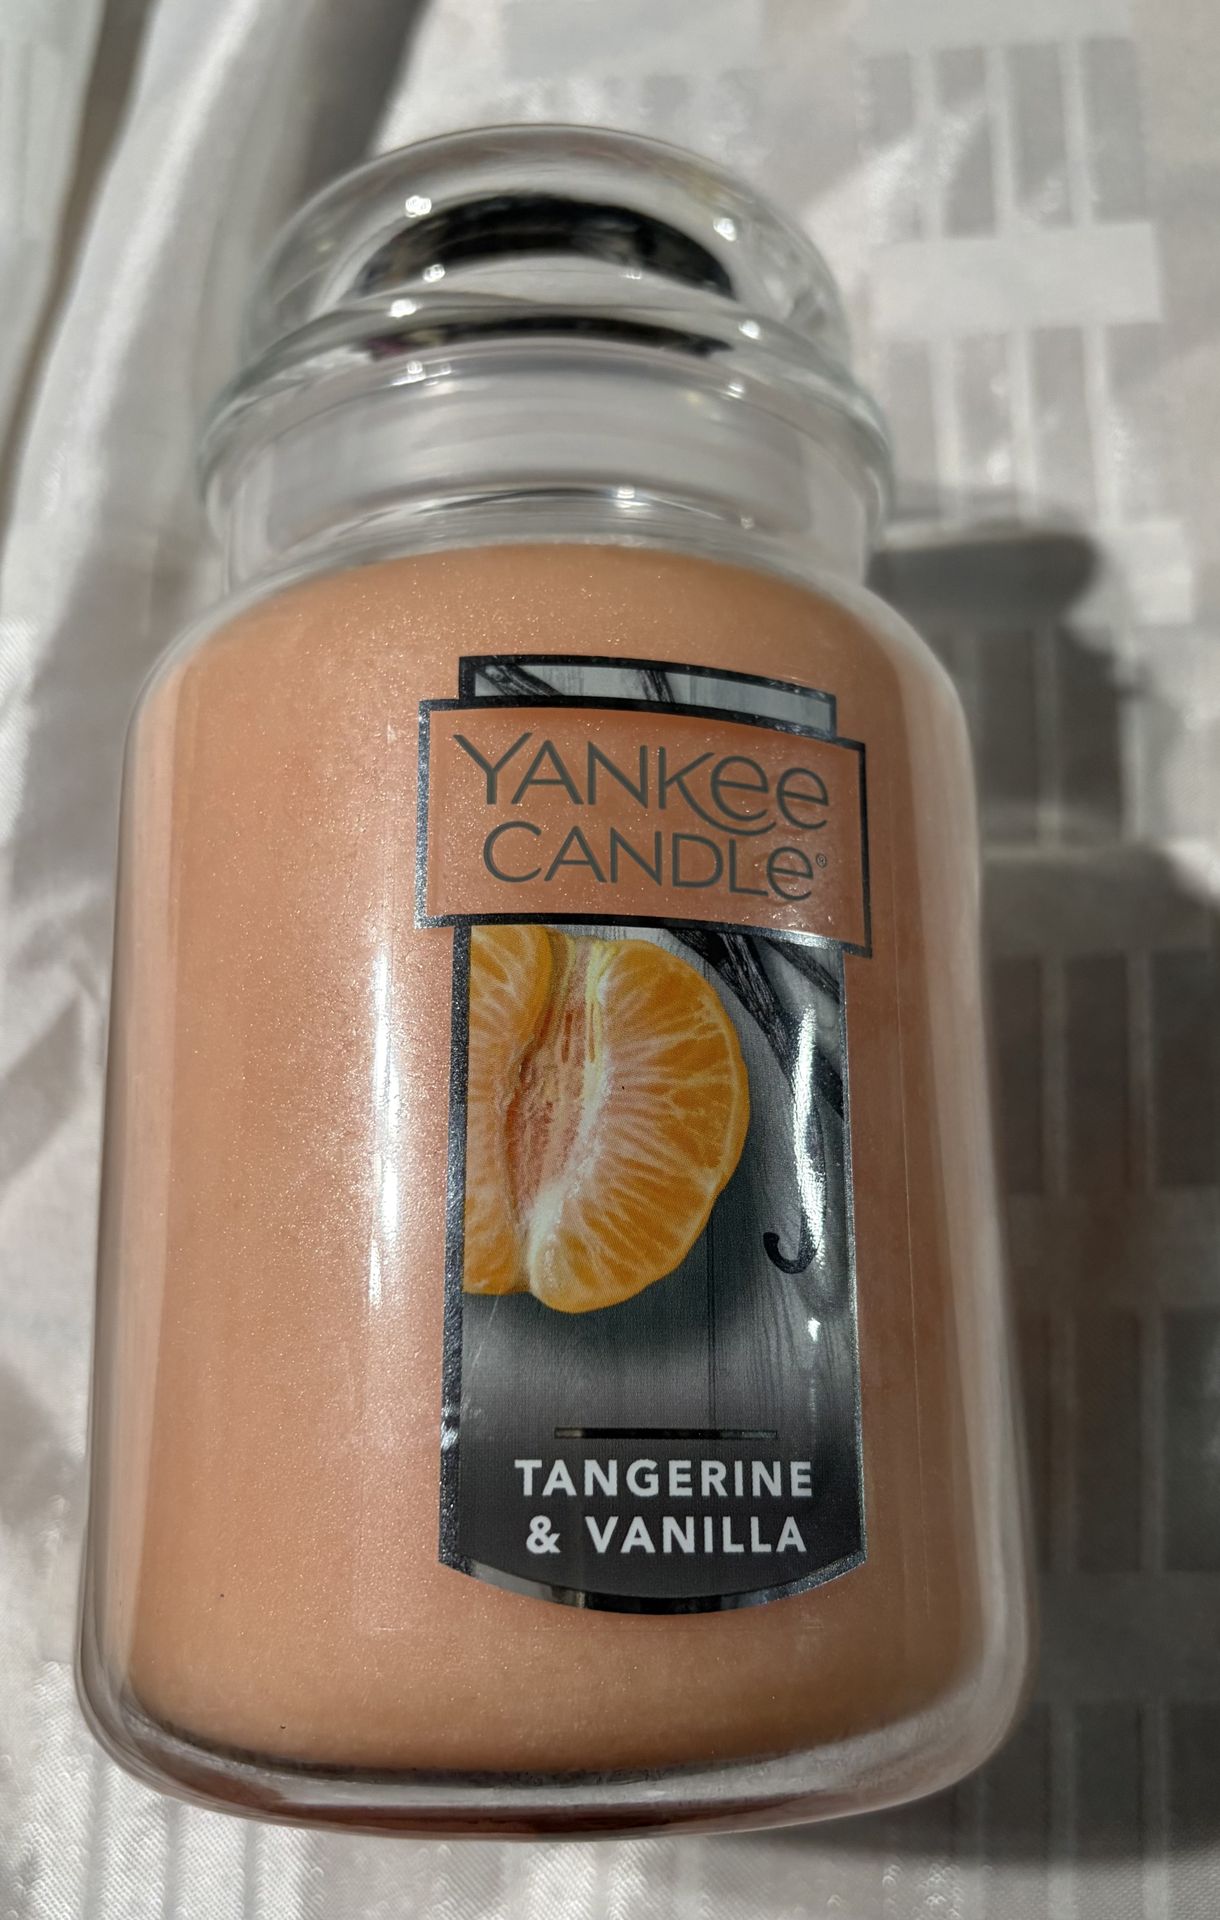 YANKEE
CANDLE®
TANGERINE
& VANILLA